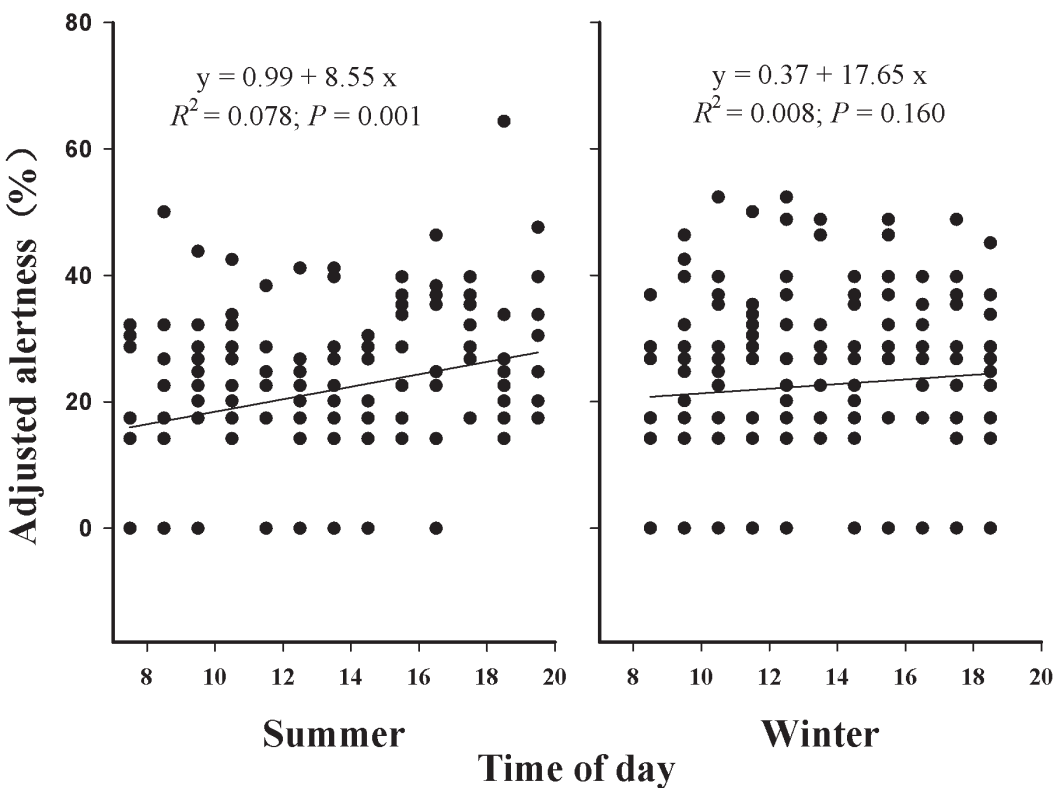 Adjusted alertness (%)
80
60
40
20
0
y = 0.99 + 8.55 x
R² = 0.078; P = 0.001
8 10 12 14 16 18 20
Summer
y = 0.37 + 17.65 x
R² = 0.008; P = 0.160
8 10 12 14 16 18 20
Winter
Time of day